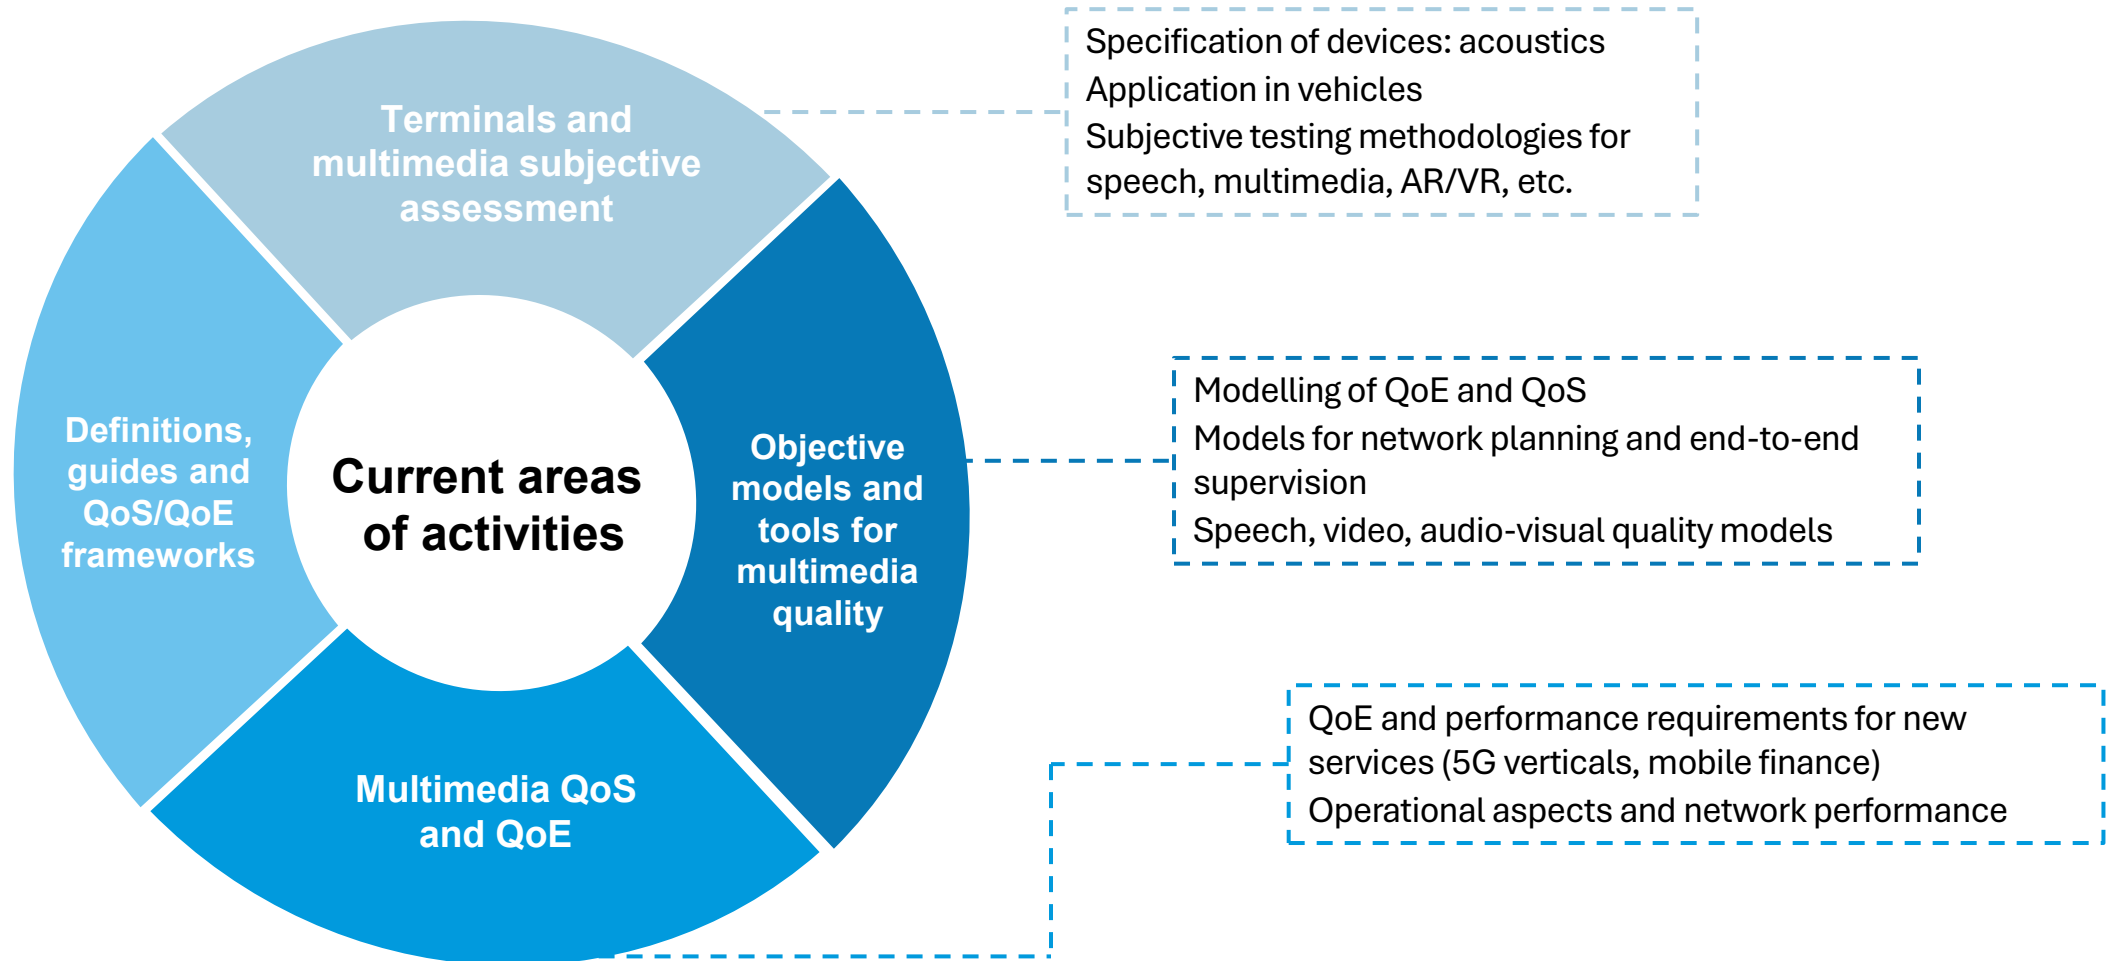 Terminals and
multimedia subjective
assessment
Specification of devices: acoustics
Application in vehicles
Subjective testing methodologies for
speech, multimedia, AR/VR, etc.
Definitions,
guides and
QoS/QoE
frameworks
Current areas
of activities
Objective
models and
tools for
multimedia
quality
Modelling of QoE and QoS
Models for network planning and end-to-end
supervision
Speech, video, audio-visual quality models
Multimedia QoS
and QoE
QoE and performance requirements for new
services (5G verticals, mobile finance)
Operational aspects and network performance